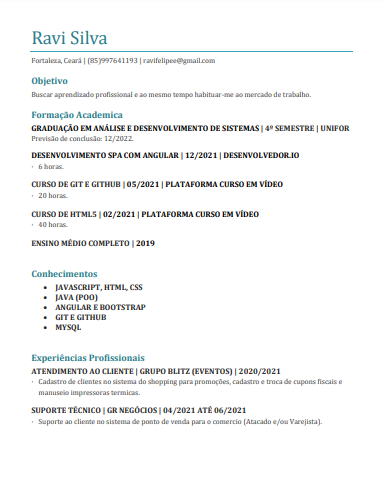 Ravi Silva
Fortaleza, Ceará | (85)997641193 | ravifelipee@gmail.com
Objetivo
Buscar aprendizado profissional e ao mesmo tempo habituar-me ao mercado de trabalho.
Formação Academica
GRADUAÇÃO EM ANÁLISE E DESENVOLVIMENTO DE SISTEMAS | 4º SEMESTRE | UNIFOR
Previsão de conclusão: 12/2022.
DESENVOLVIMENTO SPA COM ANGULAR | 12/2021 | DESENVOLVEDOR.IO
· 6 horas.
CURSO DE GIT E GITHUB | 05/2021 | PLATAFORMA CURSO EM VÍDEO
· 20 horas.
CURSO DE HTML5 | 02/2021 | PLATAFORMA CURSO EM VÍDEO
· 40 horas.
ENSINO MÉDIO COMPLETO | 2019
Conhecimentos
• JAVASCRIPT, HTML, CSS
• JAVA (POO)
• ANGULAR E BOOTSTRAP
• GIT E GITHUB
• MYSQL
Experiências Profissionais
ATENDIMENTO AO CLIENTE | GRUPO BLITZ (EVENTOS) | 2020/2021
· Cadastro de clientes no sistema do shopping para promoções, cadastro e troca de cupons fiscais e
manuseio impressoras termicas.
SUPORTE TÉCNICO | GR NEGÓCIOS | 04/2021 ATÉ 06/2021
· Suporte ao cliente no sistema de ponto de venda para o comercio (Atacado e/ou Varejista).